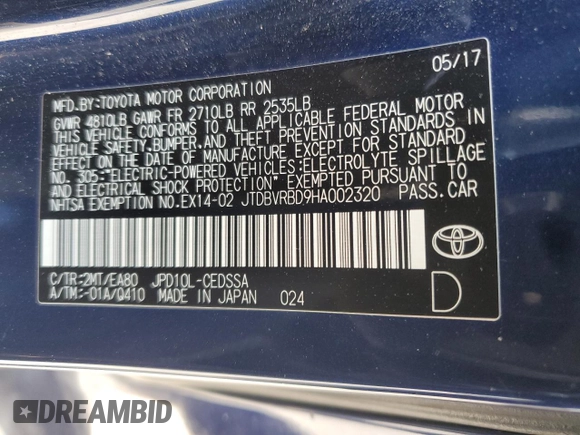 MFD.BY:TOYOTA MOTOR CORPORATION 05/17
GVWR 4810LB GAWR FR 2710LB RR 2535LB
THIS VEHICLE CONFORMS TO ALL APPLICABLE FEDERAL MOTOR
VEHICLE SAFETY,BUMPER,AND THEFT PREVENTION STANDARDS IN
EFFECT ON THE DATE OF MANUFACTURE SHOWN ABOVE EXCEPT STANDARD
NO. 305:"ELECTRIC-POWERED VEHICLES:ELECTROLYTE SPILLAGE
AND ELECTRICAL SHOCK PROTECTION" EXEMPTED PURSUANT TO
NHTSA EXEMPTION NO.EX14-02 JTDBVRBD9HA002320 PASS.CAR
C/TR:2MT/EA80 JPD10L-CEDSSA
A/TM:-01A/Q410 MADE IN JAPAN 024
D
DREAMBID